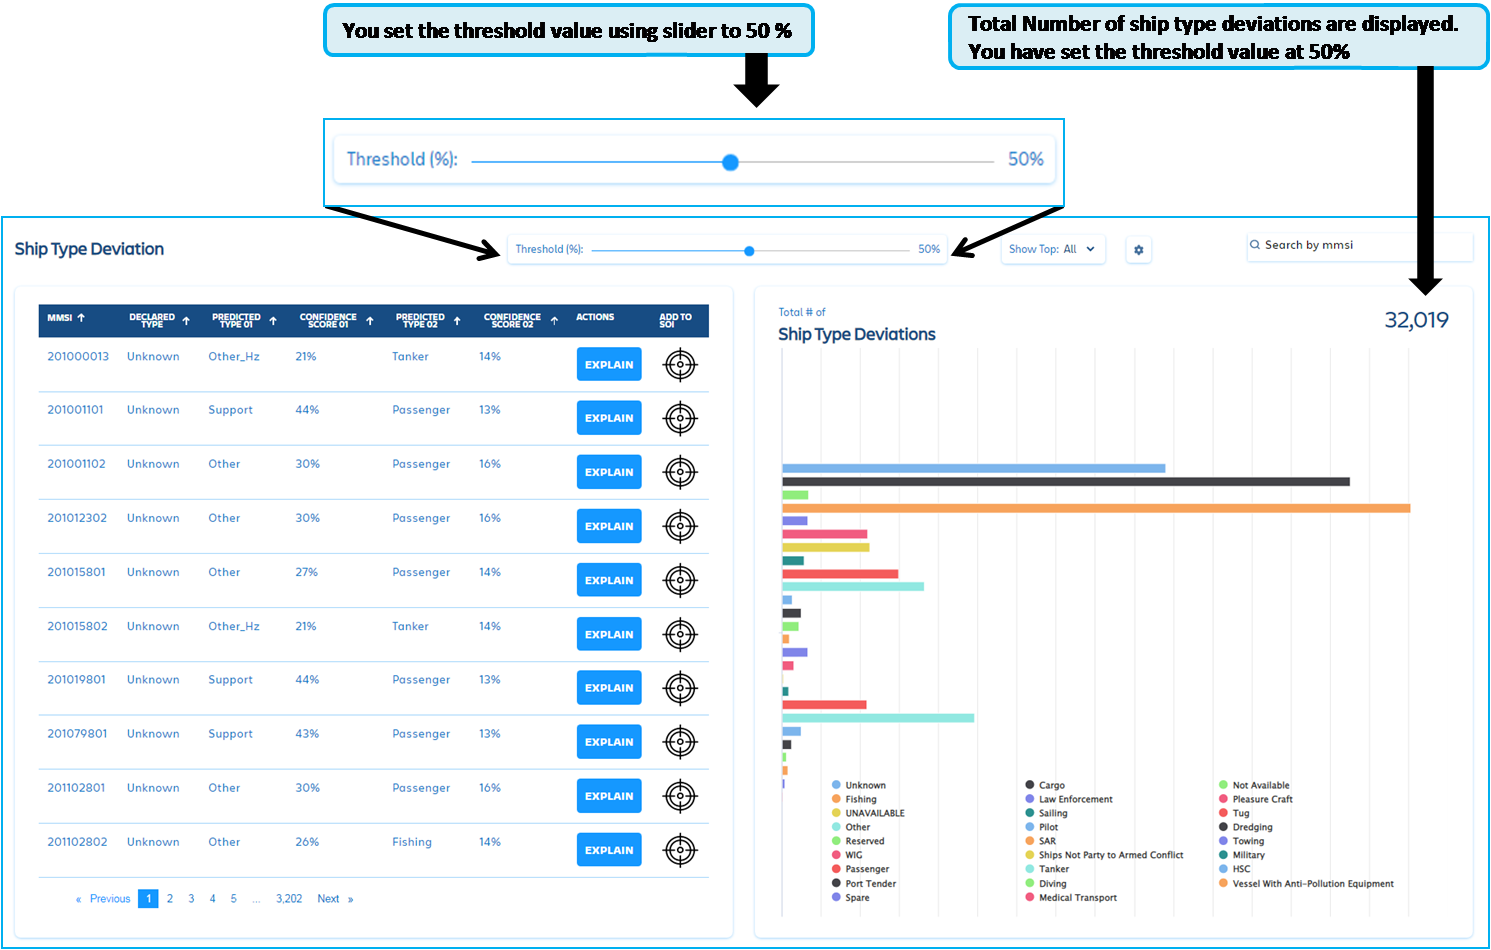 You set the threshold value using slider to 50 %
Total Number of ship type deviations are displayed.
You have set the threshold value at 50%
Threshold (%): 50%
Ship Type Deviation
Threshold (%): 50%
Show Top: All
Search by mmsi
MMSI DECLARED TYPE PREDICTED TYPE 01 CONFIDENCE SCORE 01 PREDICTED TYPE 02 CONFIDENCE SCORE 02 ACTIONS ADD TO SOI
201000013 Unknown Other_Hz 21% Tanker 14% EXPLAIN
201001101 Unknown Support 44% Passenger 13% EXPLAIN
201001102 Unknown Other 30% Passenger 16% EXPLAIN
201012302 Unknown Other 30% Passenger 16% EXPLAIN
201015801 Unknown Other 27% Passenger 14% EXPLAIN
201015802 Unknown Other_Hz 21% Tanker 14% EXPLAIN
201019801 Unknown Support 44% Passenger 13% EXPLAIN
201079801 Unknown Support 43% Passenger 13% EXPLAIN
201102801 Unknown Other 30% Passenger 16% EXPLAIN
201102802 Unknown Other 26% Fishing 14% EXPLAIN
« Previous 1 2 3 4 5 ... 3,202 Next »
Total # of
Ship Type Deviations
32,019
Unknown Cargo Not Available
Fishing Law Enforcement Pleasure Craft
UNAVAILABLE Sailing Tug
Other Pilot Dredging
Reserved SAR Towing
WIG Ships Not Party to Armed Conflict Military
Passenger Tanker HSC
Port Tender Diving Vessel With Anti-Pollution Equipment
Spare Medical Transport